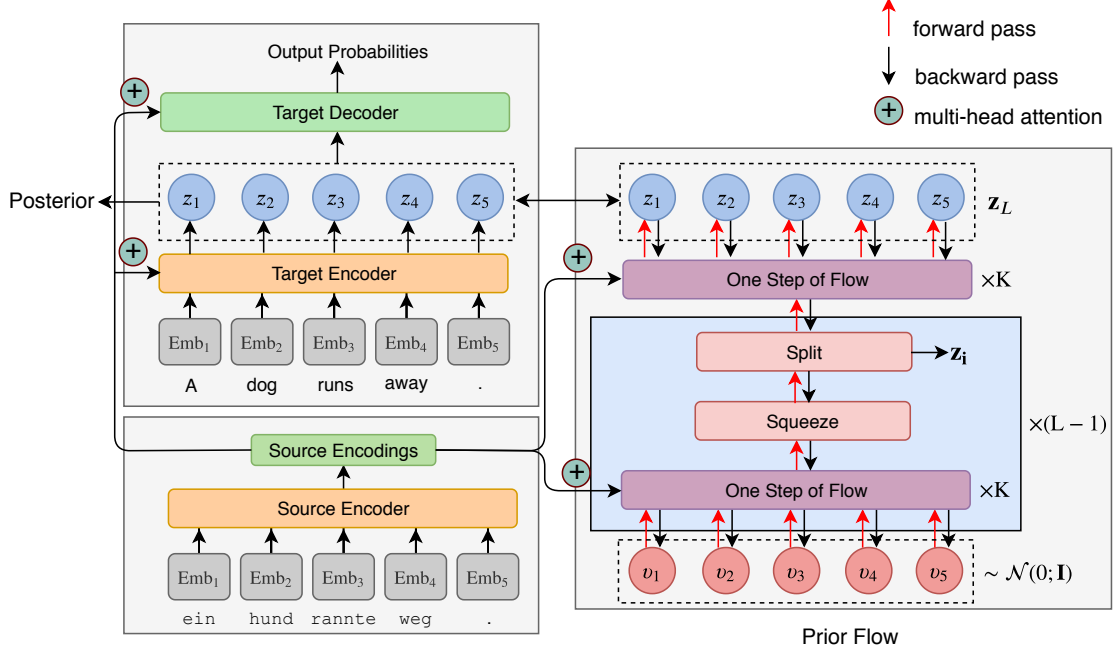 forward pass
backward pass
+ multi-head attention
Output Probabilities
+
Target Decoder
Posterior
z1 z2 z3 z4 z5
+
Target Encoder
Emb1 Emb2 Emb3 Emb4 Emb5
A dog runs away .
Source Encodings
Source Encoder
Emb1 Emb2 Emb3 Emb4 Emb5
ein hund rannte weg .
z1 z2 z3 z4 z5 zL
+
One Step of Flow ×K
Split zi
Squeeze
×(L − 1)
+
One Step of Flow ×K
υ1 υ2 υ3 υ4 υ5 ∼ 𝒩(0; I)
Prior Flow